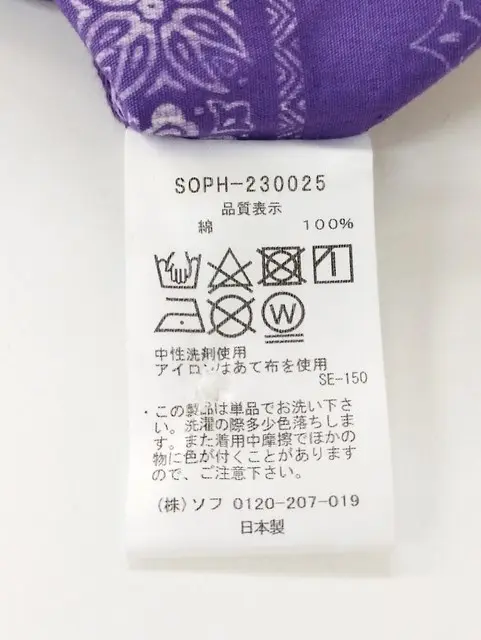 SOPH-230025
品質表示
綿 100%
W
中性洗剤使用
アイロンはあて布を使用
SE-150
・この製品は単品でお洗い下さ
い。洗濯の際多少色落ちしま
す。また着用中摩擦でほかの
物に色が付くことがあります
ので、ご注意下さい。
(株)ソフ 0120-207-019
日本製